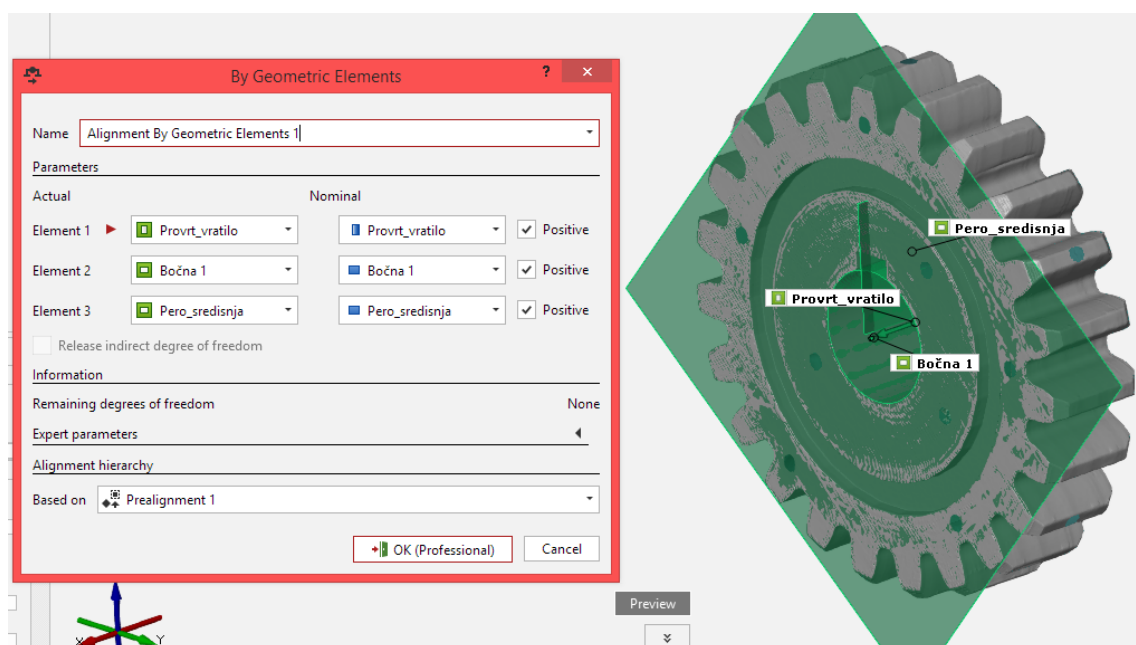 By Geometric Elements ? ×
Name Alignment By Geometric Elements 1
Parameters
Actual Nominal
Element 1 Provrt_vratilo Provrt_vratilo Positive
Element 2 Bočna 1 Bočna 1 Positive
Element 3 Pero_sredisnja Pero_sredisnja Positive
Release indirect degree of freedom
Information
Remaining degrees of freedom None
Expert parameters
Alignment hierarchy
Based on Prealignment 1
OK (Professional) Cancel
Pero_sredisnja
Provrt_vratilo
Bočna 1
Preview
X Y